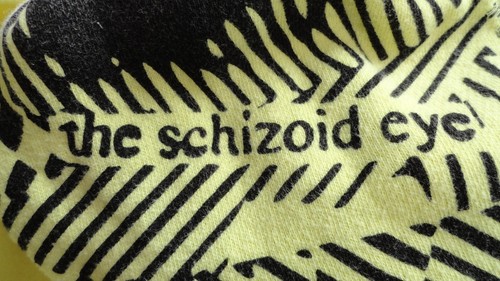 the schizoid eye